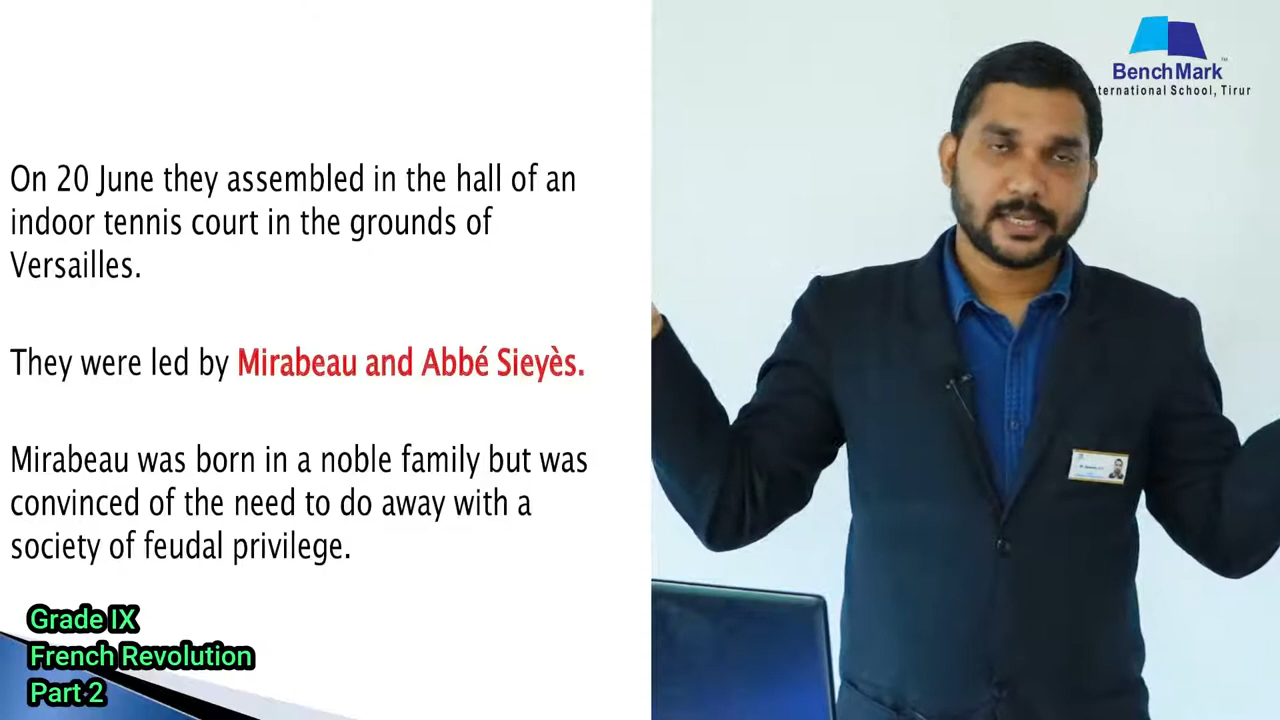 On 20 June they assembled in the hall of an
indoor tennis court in the grounds of
Versailles.
They were led by Mirabeau and Abbé Sieyès.
Mirabeau was born in a noble family but was
convinced of the need to do away with a
society of feudal privilege.
Grade IX
French Revolution
Part 2
BenchMark
ternational School, Tirur